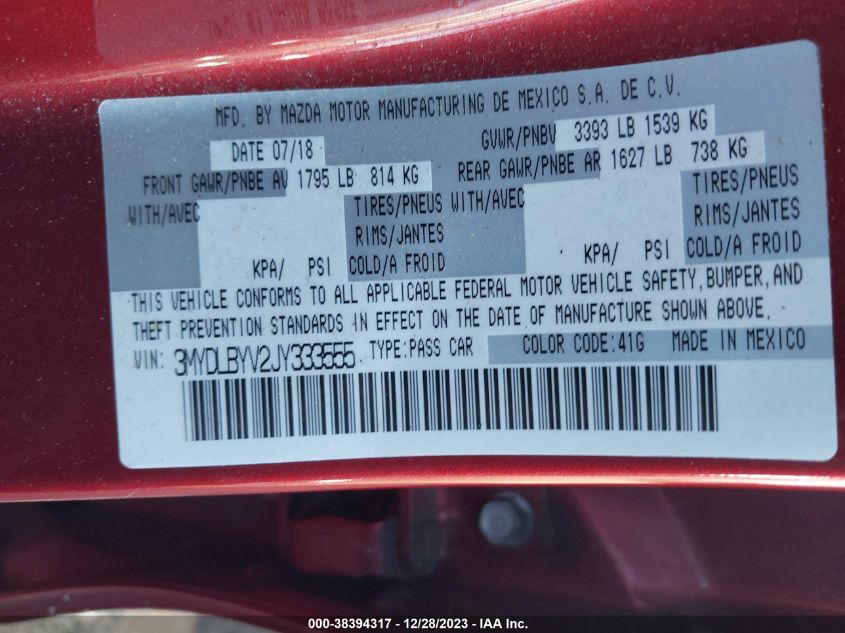 MFD. BY MAZDA MOTOR MANUFACTURING DE MEXICO S.A. DE C.V.
DATE 07/18 GVWR/PNBV 3393 LB 1539 KG
FRONT GAWR/PNBE AV 1795 LB 814 KG REAR GAWR/PNBE AR 1627 LB 738 KG
WITH/AVEC TIRES/PNEUS WITH/AVEC TIRES/PNEUS
RIMS/JANTES RIMS/JANTES
KPA/ PSI COLD/A FROID KPA/ PSI COLD/A FROID
THIS VEHICLE CONFORMS TO ALL APPLICABLE FEDERAL MOTOR VEHICLE SAFETY, BUMPER, AND
THEFT PREVENTION STANDARDS IN EFFECT ON THE DATE OF MANUFACTURE SHOWN ABOVE.
VIN: 3MYDLBYV2JY333555 TYPE:PASS CAR COLOR CODE:41G MADE IN MEXICO
000-38394317 - 12/28/2023 - IAA Inc.